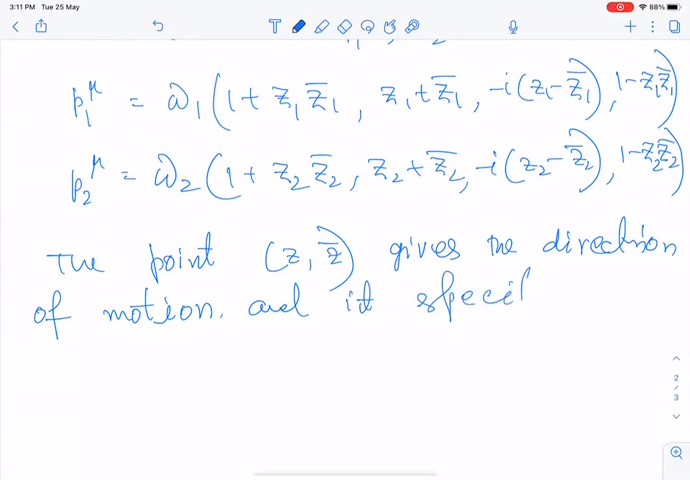 3:11 PM Tue 25 May
88%
p₁^μ = ω₁ (1 + z₁z̄₁, z₁ + z̄₁, -i(z₁ - z̄₁), 1 - z₁z̄₁)
p₂^μ = ω₂ (1 + z₂z̄₂, z₂ + z̄₂, -i(z₂ - z̄₂), 1 - z₂z̄₂)
The point (z, z̄) gives the direction
of motion. and it specif
2
/
3